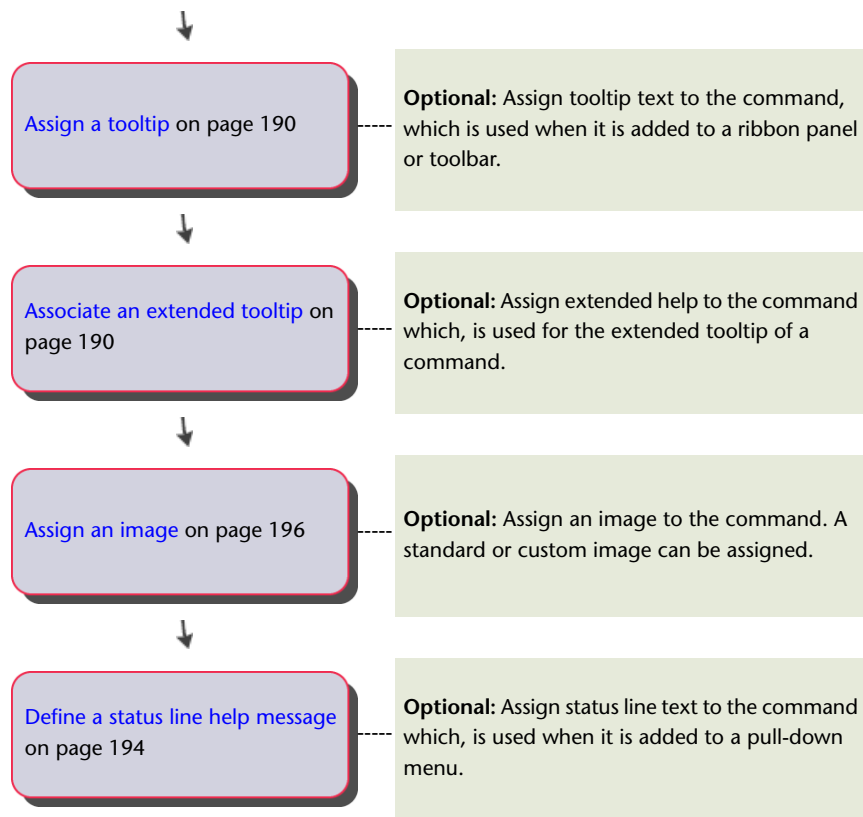 Assign a tooltip on page 190
Optional: Assign tooltip text to the command,
which is used when it is added to a ribbon panel
or toolbar.
Associate an extended tooltip on
page 190
Optional: Assign extended help to the command
which, is used for the extended tooltip of a
command.
Assign an image on page 196
Optional: Assign an image to the command. A
standard or custom image can be assigned.
Define a status line help message
on page 194
Optional: Assign status line text to the command
which, is used when it is added to a pull-down
menu.